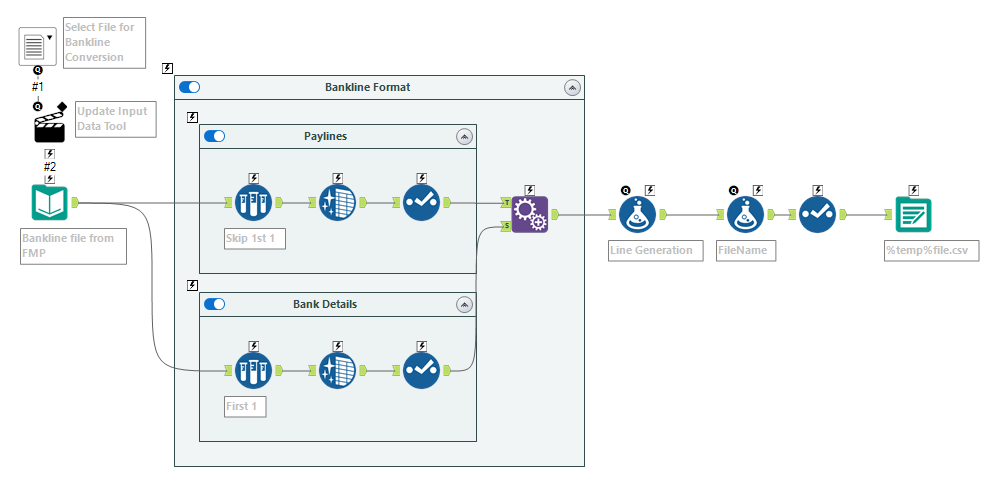 Select File for
Bankline
Conversion
Q
#1
Q
Update Input
Data Tool
#2
Bankline file from
FMP
Bankline Format
Paylines
Skip 1st 1
Bank Details
First 1
T
S
Q
Line Generation
Q
FileName
%temp%file.csv